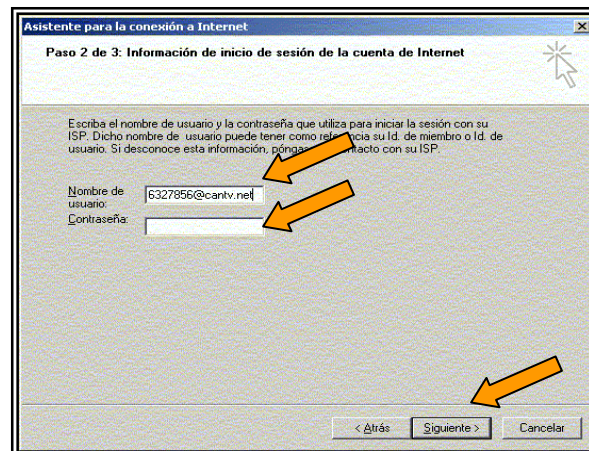 Asistente para la conexión a Internet
Paso 2 de 3: Información de inicio de sesión de la cuenta de Internet
Escriba el nombre de usuario y la contraseña que utiliza para iniciar la sesión con su
ISP. Dicho nombre de usuario puede tener como referencia su Id. de miembro o Id. de
usuario. Si desconoce esta información, contacto con su ISP.
Nombre de
usuario:
6327856@cantv.net
Contraseña:
< Atrás
Siguiente >
Cancelar